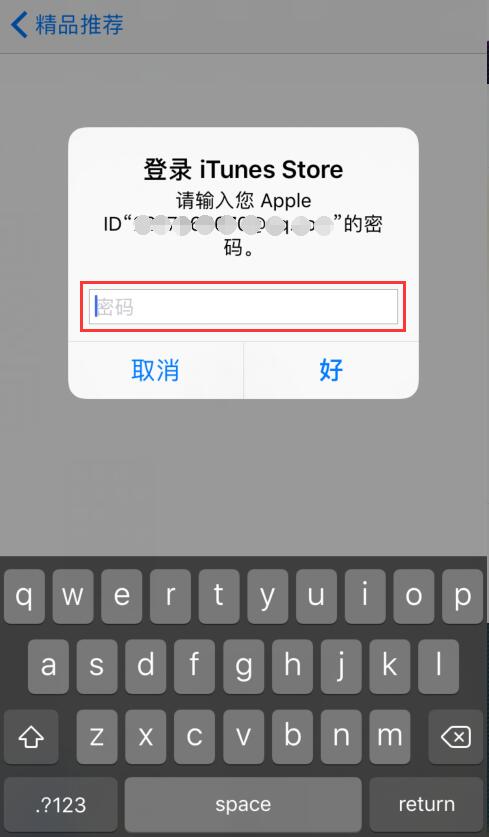 精品推荐
登录 iTunes Store
请输入您 Apple
ID“ ”的密
码。
密码
取消 好
q w e r t y u i o p
a s d f g h j k l
z x c v b n m
.?123 space return